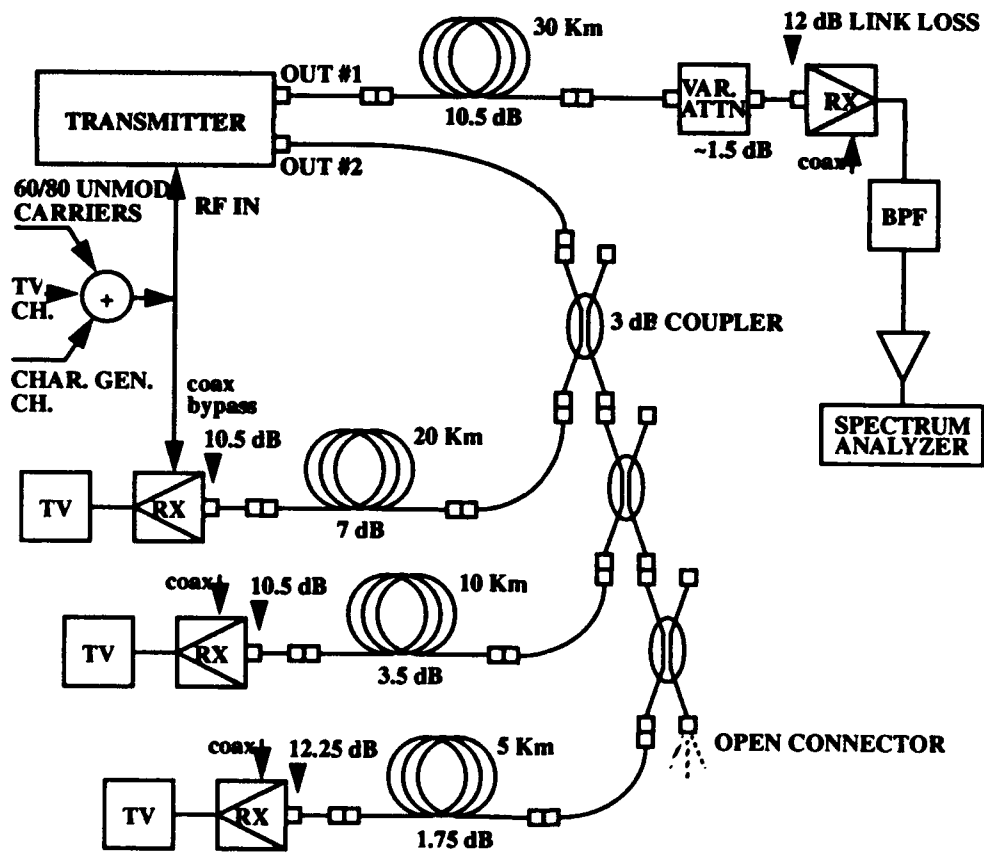 30 Km
12 dB LINK LOSS
OUT #1
TRANSMITTER
VAR.
ATTN.
RX
10.5 dB
~1.5 dB
coax
OUT #2
60/80 UNMOD
CARRIERS
RF IN
BPF
TV
CH.
+
3 dB COUPLER
CHAR. GEN.
CH.
coax
bypass
SPECTRUM
ANALYZER
10.5 dB
20 Km
TV
RX
7 dB
coax
10.5 dB
10 Km
TV
RX
3.5 dB
coax
12.25 dB
5 Km
OPEN CONNECTOR
TV
RX
1.75 dB